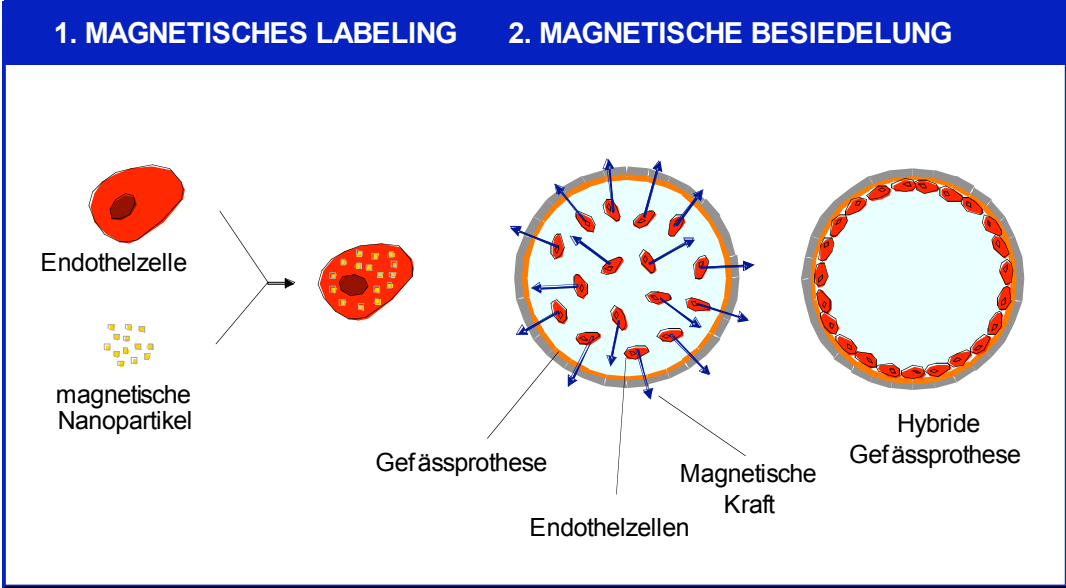 1. MAGNETISCHES LABELING
2. MAGNETISCHE BESIEDELUNG
Endothelzelle
magnetische
Nanopartikel
Gefässprothese
Endothelzellen
Magnetische
Kraft
Hybride
Gefässprothese